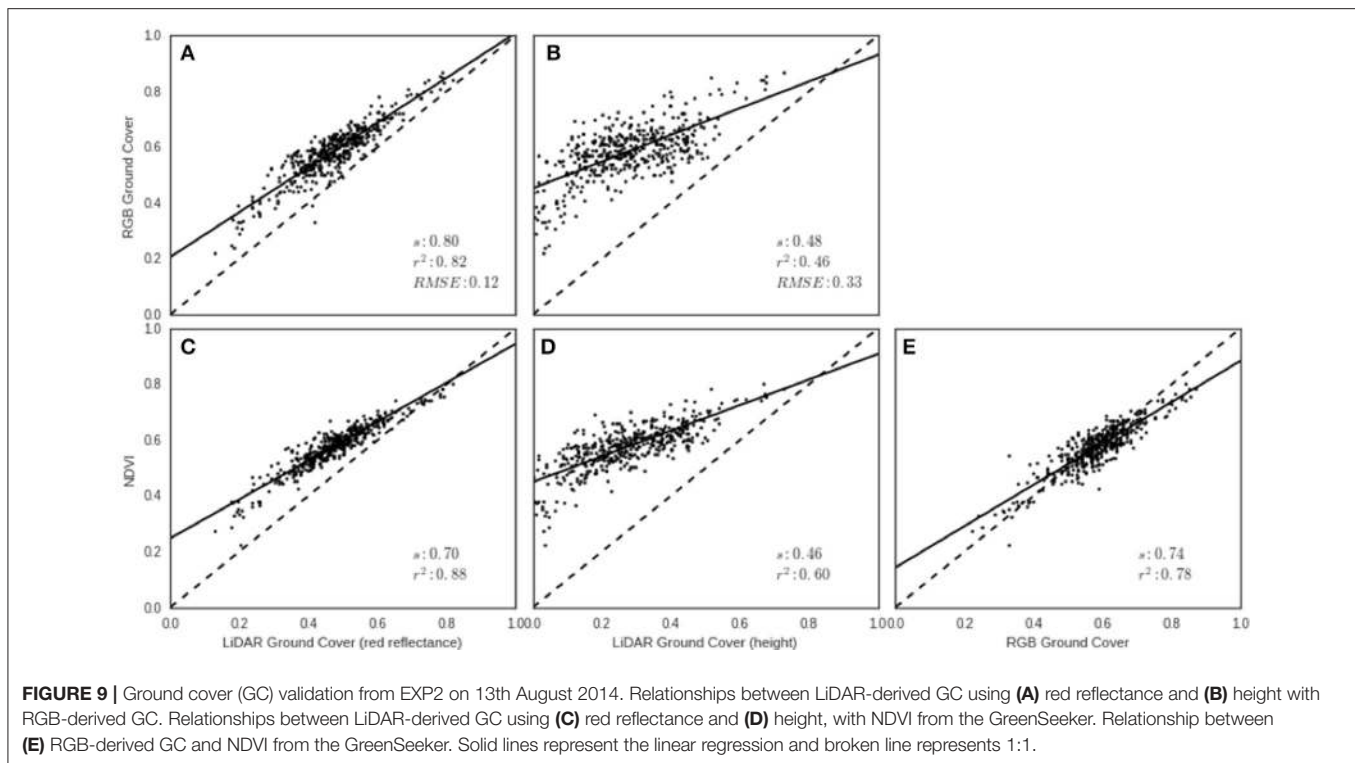 A
B
1.0
0.8
0.6
0.4
0.2
0.0
RGB Ground Cover
s:0.80
r²:0.82
RMSE:0.12
s:0.48
r²:0.46
RMSE:0.33
C
D
E
1.0
0.8
0.6
0.4
0.2
0.0
NDVI
s:0.70
r²:0.88
s:0.46
r²:0.60
s:0.74
r²:0.78
0.0 0.2 0.4 0.6 0.8 1.0
0.0 0.2 0.4 0.6 0.8 1.0
0.0 0.2 0.4 0.6 0.8 1.0
LiDAR Ground Cover (red reflectance)
LiDAR Ground Cover (height)
RGB Ground Cover
FIGURE 9 | Ground cover (GC) validation from EXP2 on 13th August 2014. Relationships between LiDAR-derived GC using (A) red reflectance and (B) height with
RGB-derived GC. Relationships between LiDAR-derived GC using (C) red reflectance and (D) height, with NDVI from the GreenSeeker. Relationship between
(E) RGB-derived GC and NDVI from the GreenSeeker. Solid lines represent the linear regression and broken line represents 1:1.